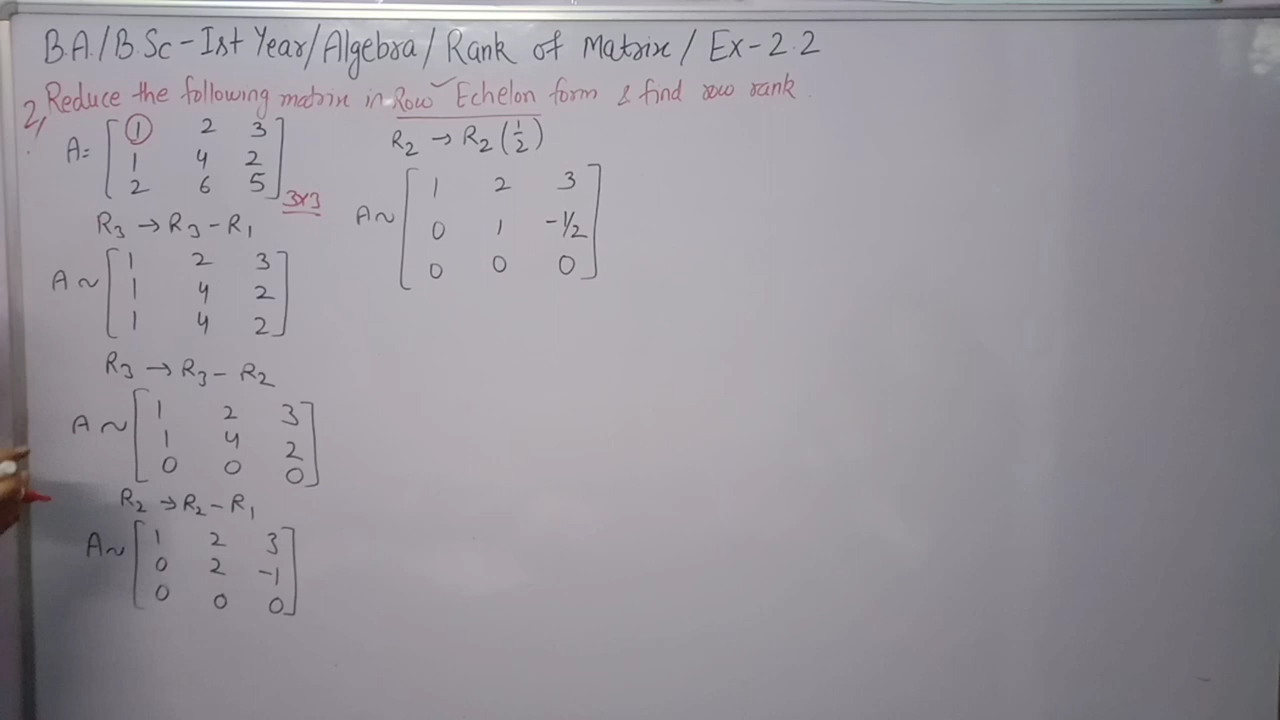 B.A./B.Sc-Ist Year/Algebra/Rank of Matrix/Ex-2.2
2, Reduce the following matrix in Row Echelon form & find row rank.
A= [ 1 2 3
1 4 2
2 6 5 ] 3x3
R3 → R3 - R1
A ~ [ 1 2 3
1 4 2
1 4 2 ]
R3 → R3 - R2
A ~ [ 1 2 3
1 4 2
0 0 0 ]
R2 → R2 - R1
A ~ [ 1 2 3
0 2 -1
0 0 0 ]
R2 → R2 (1/2)
A ~ [ 1 2 3
0 1 -1/2
0 0 0 ]